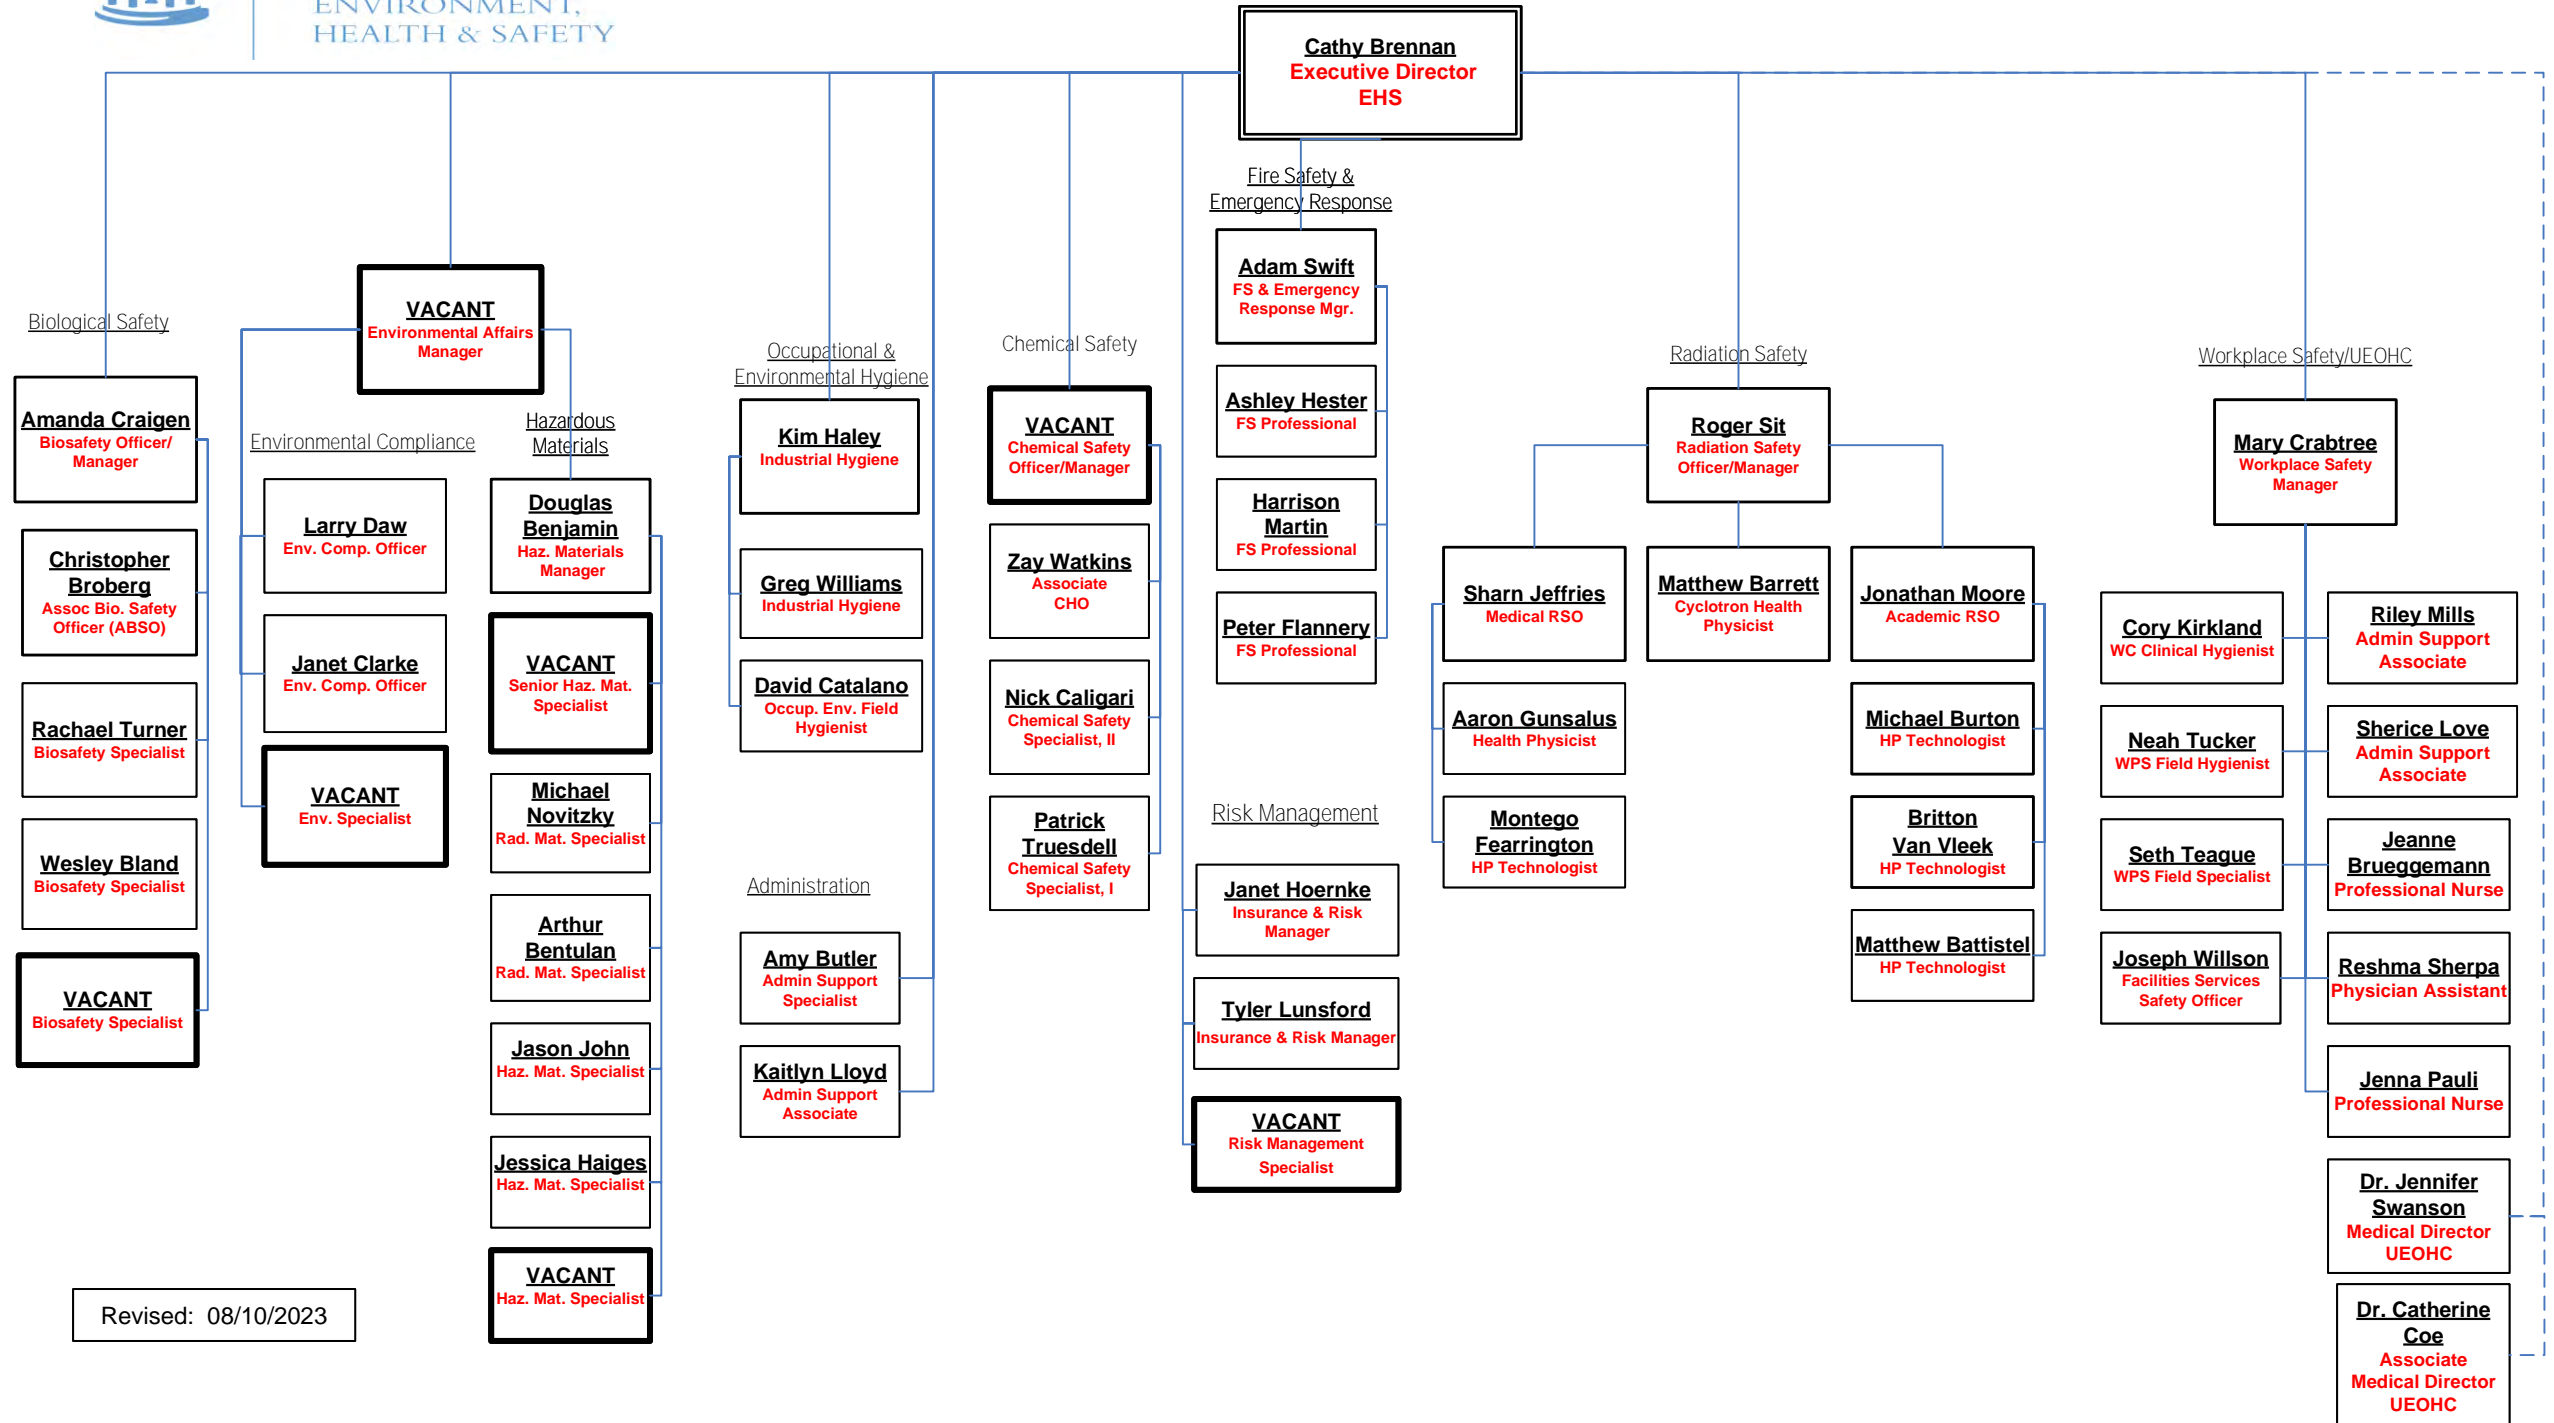 ENVIRONMENT,
HEALTH & SAFETY
Cathy Brennan
Executive Director
EHS
Biological Safety
Amanda Craigen
Biosafety Officer/
Manager
Christopher
Broberg
Assoc Bio. Safety
Officer (ABSO)
Rachael Turner
Biosafety Specialist
Wesley Bland
Biosafety Specialist
VACANT
Biosafety Specialist
VACANT
Environmental Affairs
Manager
Environmental Compliance
Larry Daw
Env. Comp. Officer
Janet Clarke
Env. Comp. Officer
VACANT
Env. Specialist
Hazardous
Materials
Douglas
Benjamin
Haz. Materials
Manager
VACANT
Senior Haz. Mat.
Specialist
Michael
Novitzky
Rad. Mat. Specialist
Arthur
Bentulan
Rad. Mat. Specialist
Jason John
Haz. Mat. Specialist
Jessica Haiges
Haz. Mat. Specialist
VACANT
Haz. Mat. Specialist
Occupational &
Environmental Hygiene
Kim Haley
Industrial Hygiene
Greg Williams
Industrial Hygiene
David Catalano
Occup. Env. Field
Hygienist
Administration
Amy Butler
Admin Support
Specialist
Kaitlyn Lloyd
Admin Support
Associate
Chemical Safety
VACANT
Chemical Safety
Officer/Manager
Zay Watkins
Associate
CHO
Nick Caligari
Chemical Safety
Specialist, II
Patrick
Truesdell
Chemical Safety
Specialist, I
Fire Safety &
Emergency Response
Adam Swift
FS & Emergency
Response Mgr.
Ashley Hester
FS Professional
Harrison
Martin
FS Professional
Peter Flannery
FS Professional
Risk Management
Janet Hoernke
Insurance & Risk
Manager
Tyler Lunsford
Insurance & Risk Manager
VACANT
Risk Management
Specialist
Radiation Safety
Roger Sit
Radiation Safety
Officer/Manager
Sharn Jeffries
Medical RSO
Aaron Gunsalus
Health Physicist
Montego
Fearrington
HP Technologist
Matthew Barrett
Cyclotron Health
Physicist
Jonathan Moore
Academic RSO
Michael Burton
HP Technologist
Britton
Van Vleek
HP Technologist
Matthew Battistel
HP Technologist
Workplace Safety/UEOHC
Mary Crabtree
Workplace Safety
Manager
Cory Kirkland
WC Clinical Hygienist
Neah Tucker
WPS Field Hygienist
Seth Teague
WPS Field Specialist
Joseph Willson
Facilities Services
Safety Officer
Riley Mills
Admin Support
Associate
Sherice Love
Admin Support
Associate
Jeanne
Brueggemann
Professional Nurse
Reshma Sherpa
Physician Assistant
Jenna Pauli
Professional Nurse
Dr. Jennifer
Swanson
Medical Director
UEOHC
Dr. Catherine
Coe
Associate
Medical Director
UEOHC
Revised: 08/10/2023